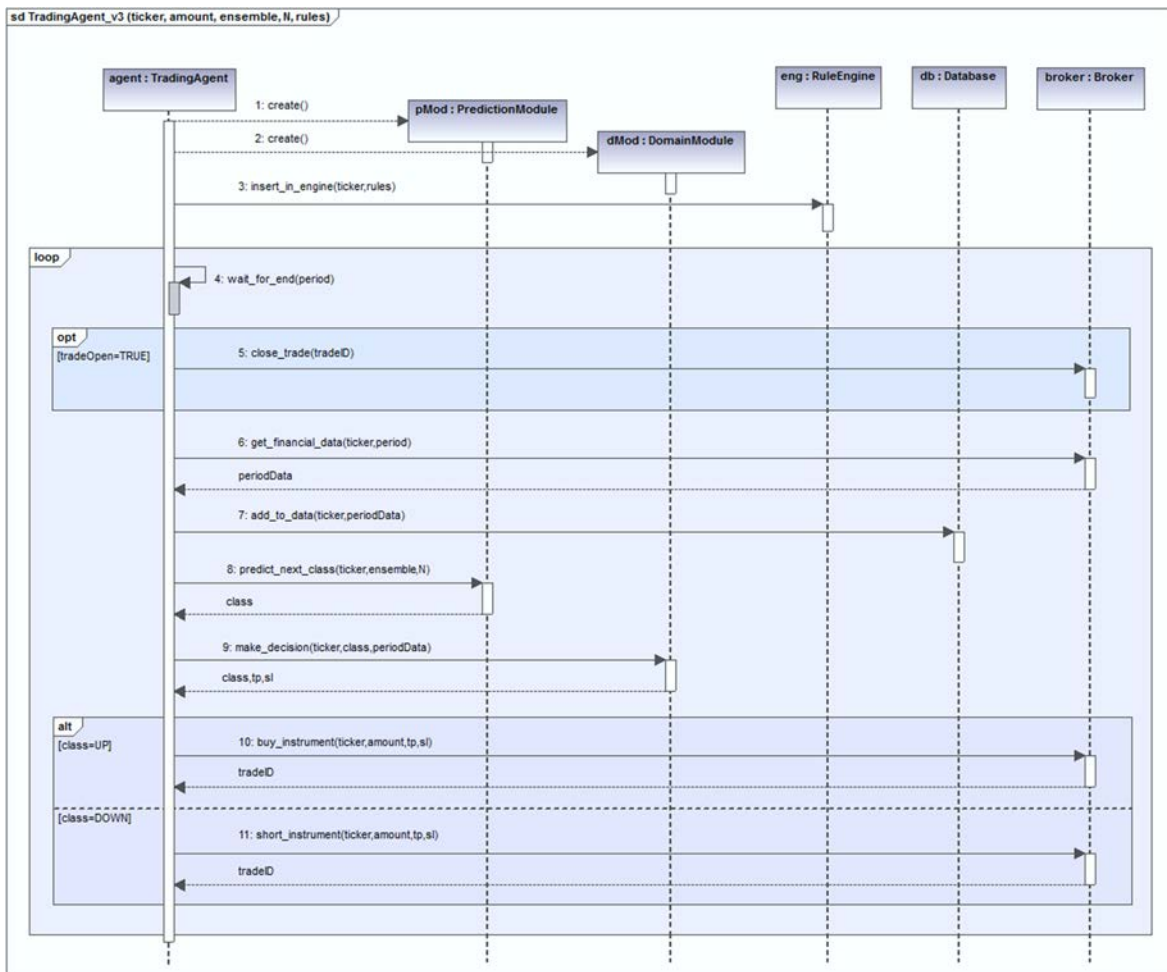 sd TradingAgent_v3 (ticker, amount, ensemble, N, rules)
agent : TradingAgent
eng : RuleEngine
db : Database
broker : Broker
1: create()
pMod : PredictionModule
2: create()
dMod : DomainModule
3: insert_in_engine(ticker,rules)
loop
4: wait_for_end(period)
opt
[tradeOpen=TRUE]
5: close_trade(tradeID)
6: get_financial_data(ticker,period)
periodData
7: add_to_data(ticker,periodData)
8: predict_next_class(ticker,ensemble,N)
class
9: make_decision(ticker,class,periodData)
class,tp,sl
alt
[class=UP]
10: buy_instrument(ticker,amount,tp,sl)
tradeID
[class=DOWN]
11: short_instrument(ticker,amount,tp,sl)
tradeID